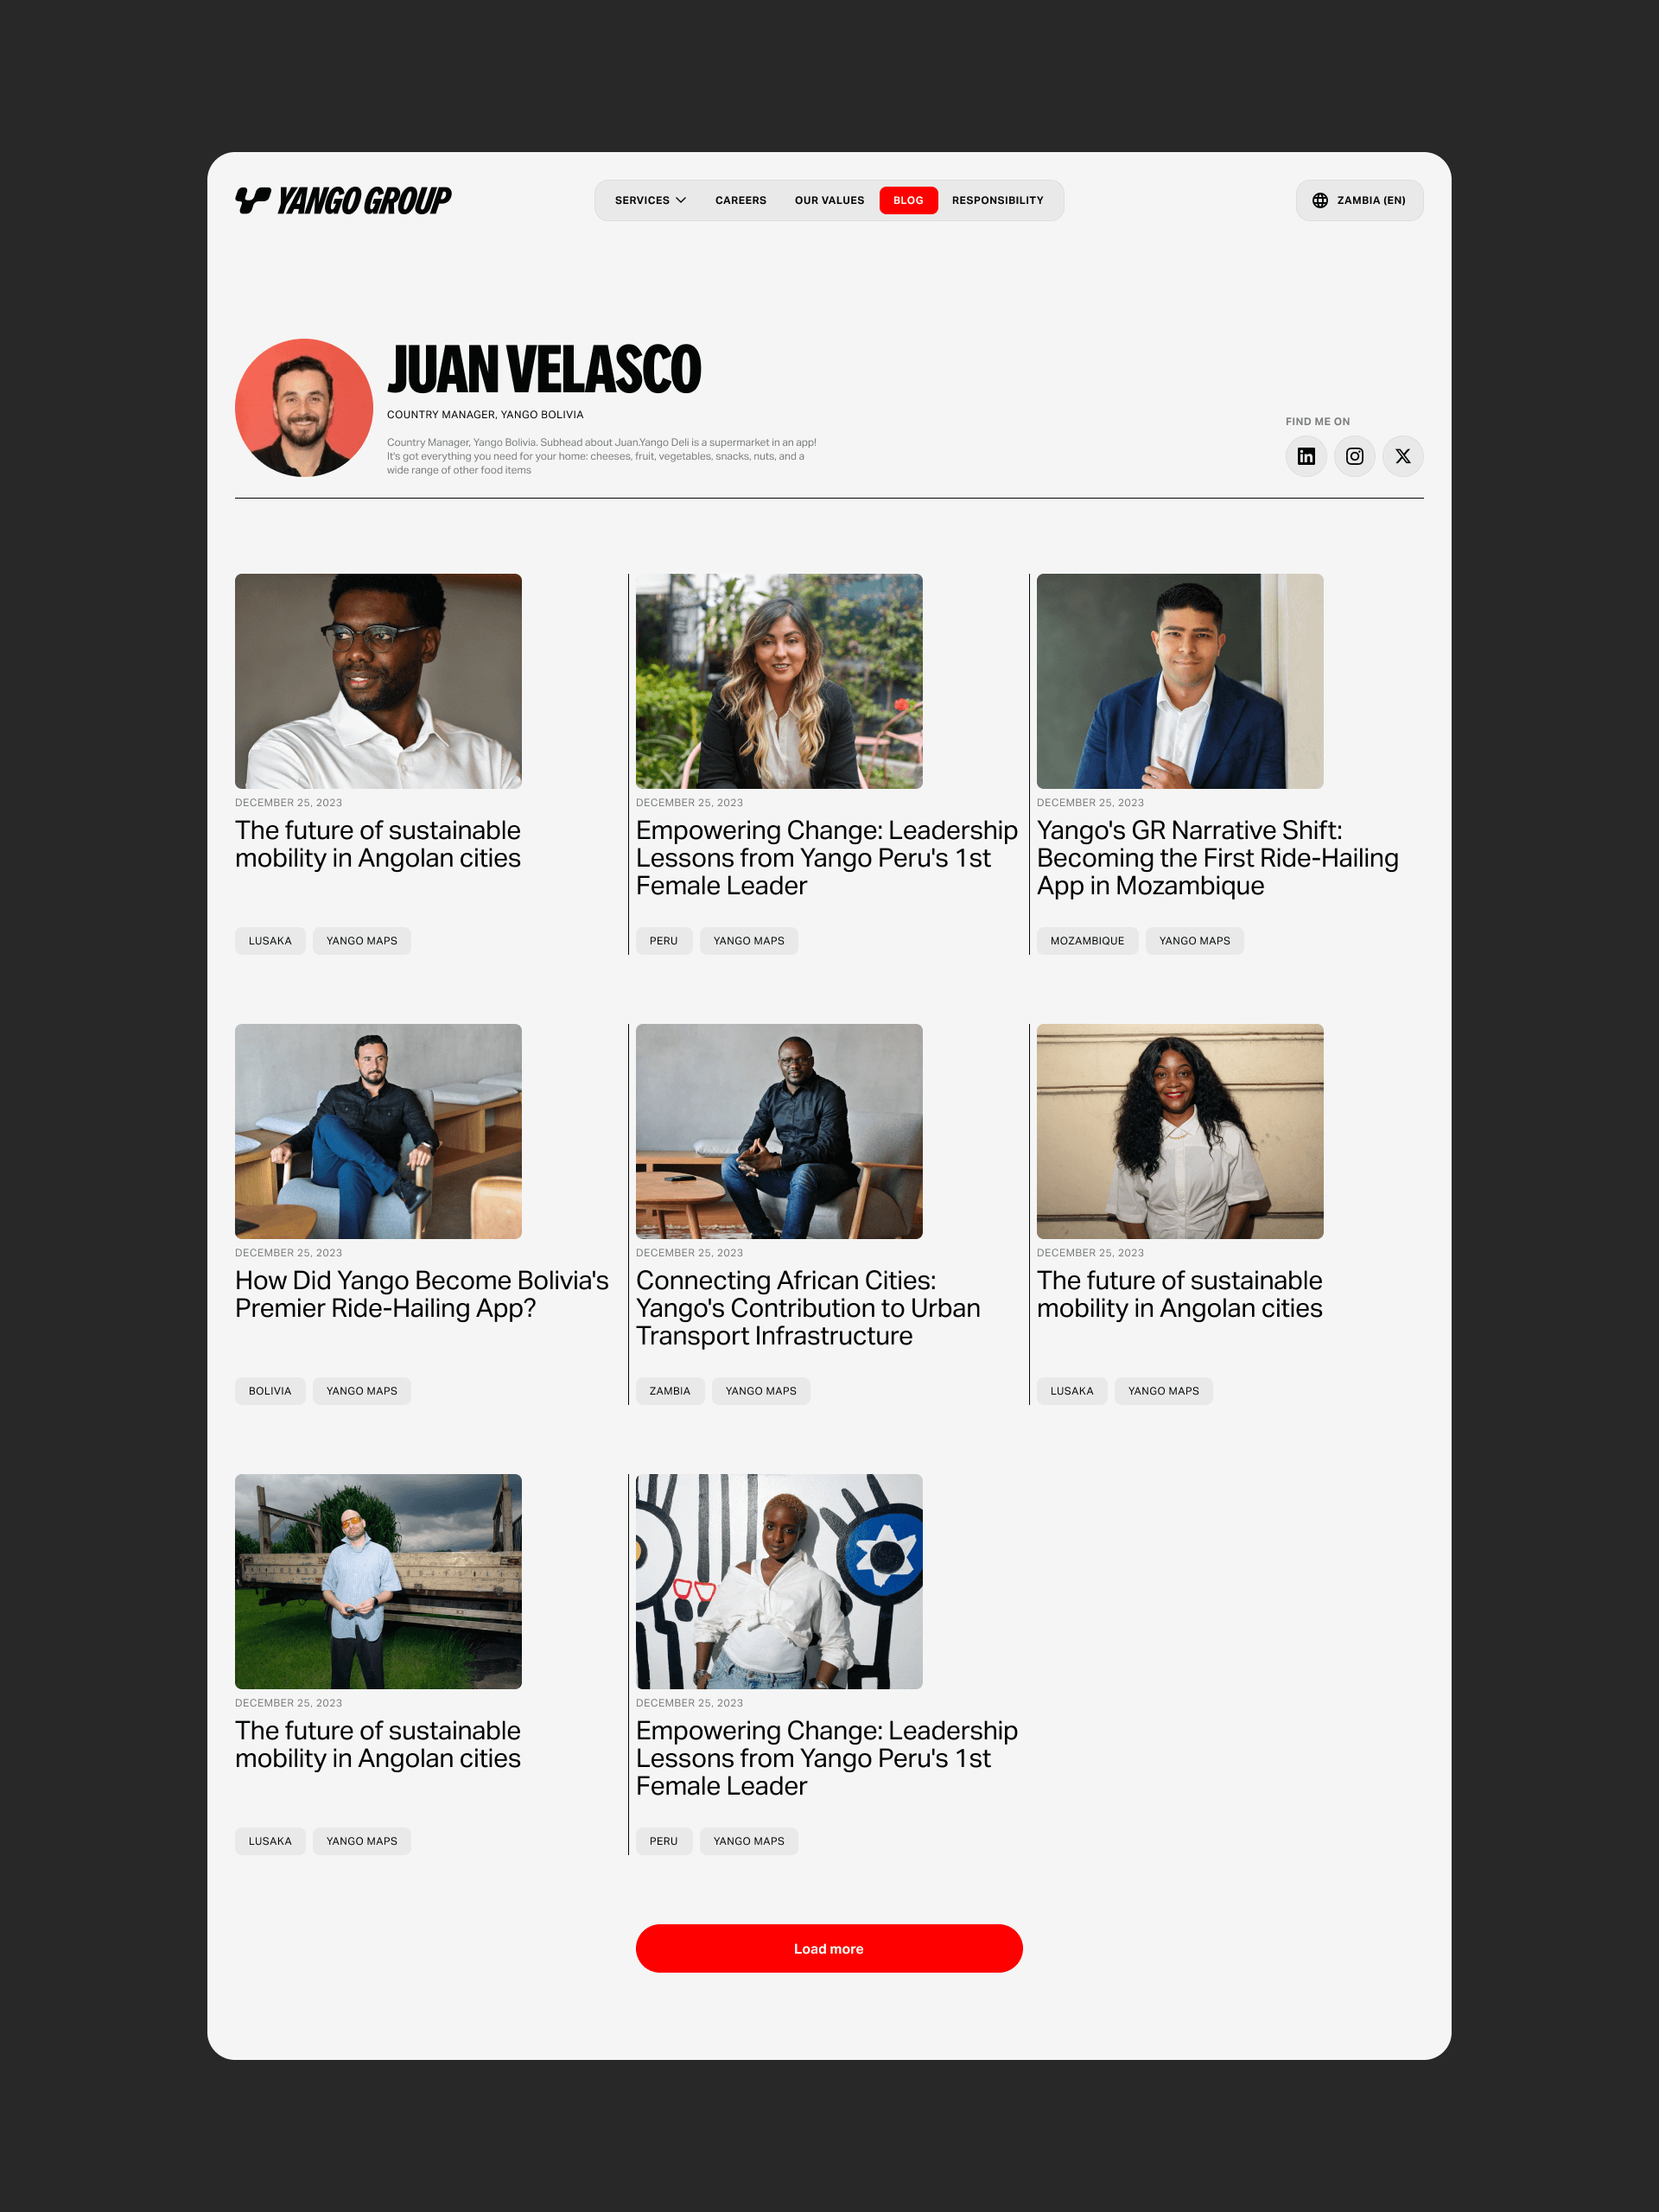 YANGO GROUP
SERVICES
CAREERS
OUR VALUES
BLOG
RESPONSIBILITY
ZAMBIA (EN)
JUAN VELASCO
COUNTRY MANAGER, YANGO BOLIVIA
Country Manager, Yango Bolivia. Subhead about Juan.Yango Deli is a supermarket in an app!
It's got everything you need for your home: cheeses, fruit, vegetables, snacks, nuts, and a
wide range of other food items
FIND ME ON
DECEMBER 25, 2023
The future of sustainable
mobility in Angolan cities
LUSAKA
YANGO MAPS
DECEMBER 25, 2023
Empowering Change: Leadership
Lessons from Yango Peru's 1st
Female Leader
PERU
YANGO MAPS
DECEMBER 25, 2023
Yango's GR Narrative Shift:
Becoming the First Ride-Hailing
App in Mozambique
MOZAMBIQUE
YANGO MAPS
DECEMBER 25, 2023
How Did Yango Become Bolivia's
Premier Ride-Hailing App?
BOLIVIA
YANGO MAPS
DECEMBER 25, 2023
Connecting African Cities:
Yango's Contribution to Urban
Transport Infrastructure
ZAMBIA
YANGO MAPS
DECEMBER 25, 2023
The future of sustainable
mobility in Angolan cities
LUSAKA
YANGO MAPS
DECEMBER 25, 2023
The future of sustainable
mobility in Angolan cities
LUSAKA
YANGO MAPS
DECEMBER 25, 2023
Empowering Change: Leadership
Lessons from Yango Peru's 1st
Female Leader
PERU
YANGO MAPS
Load more